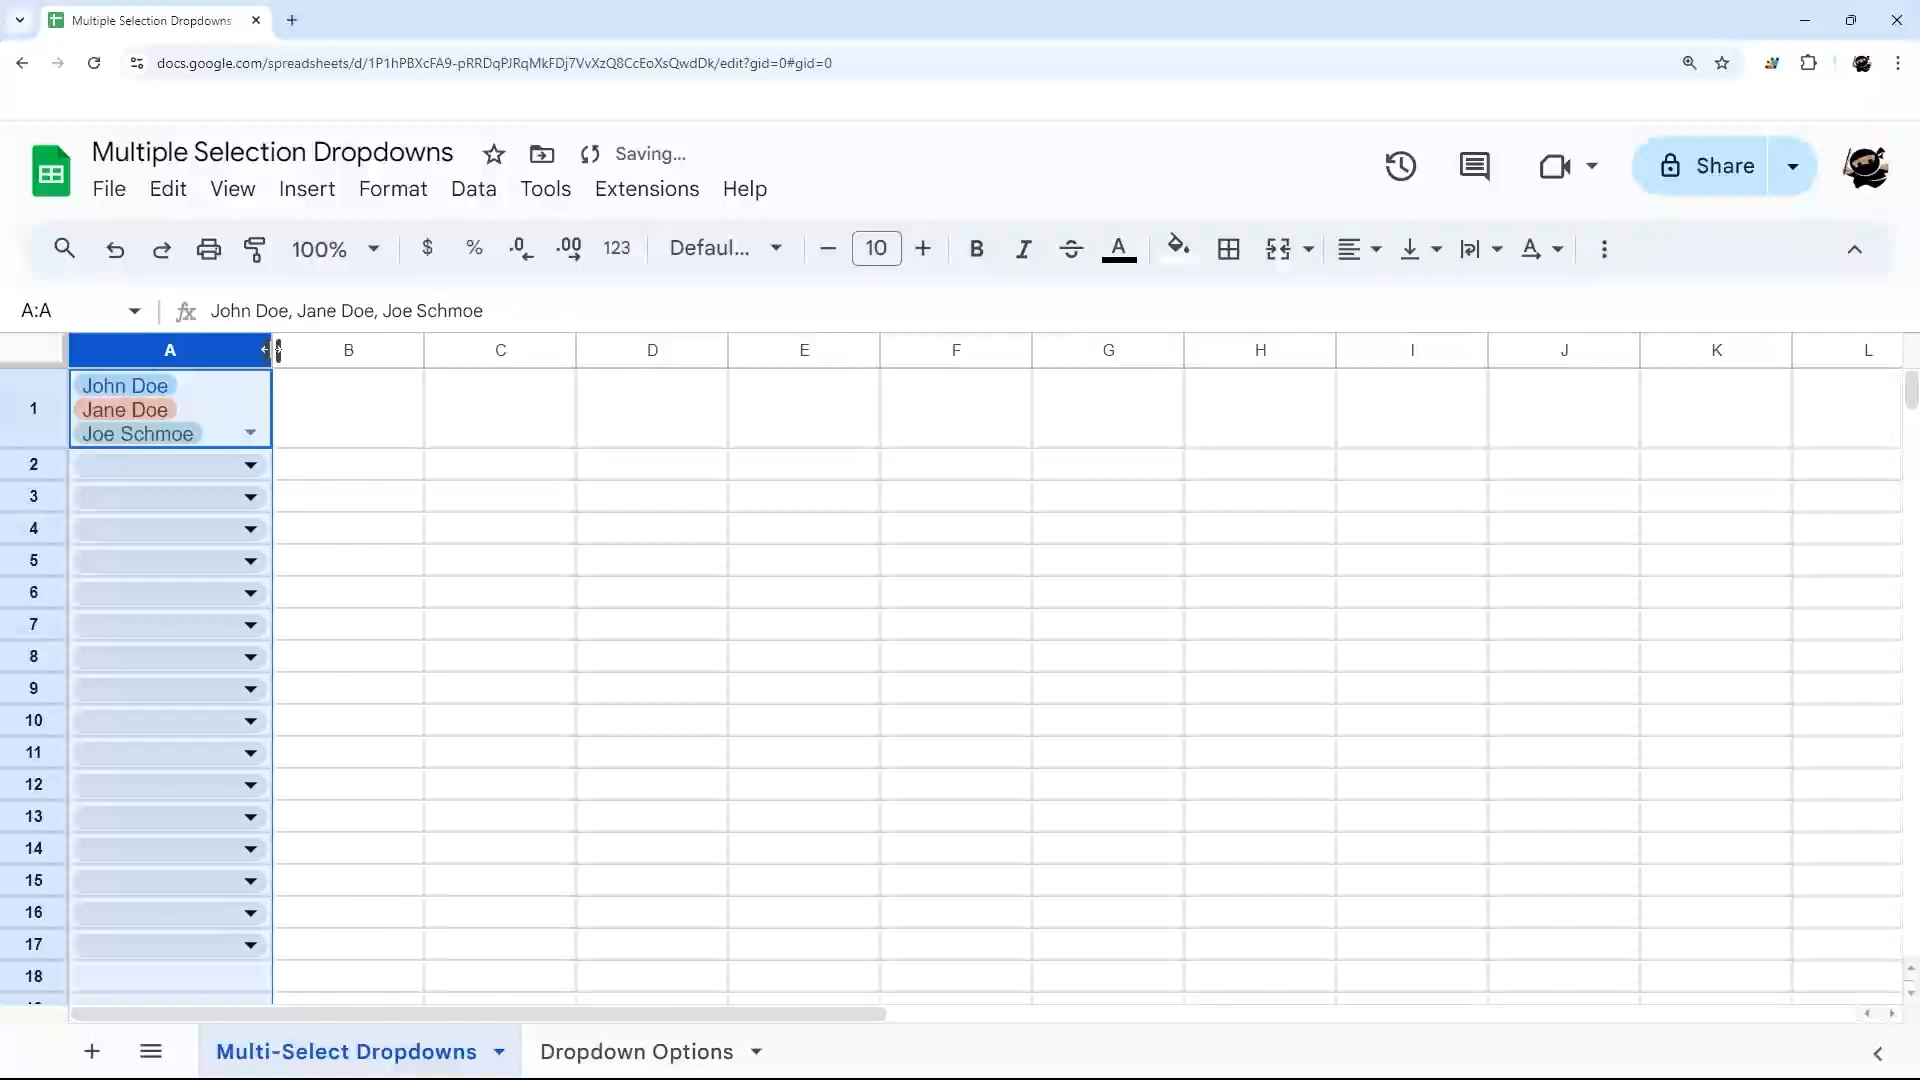 Multiple Selection Dropdowns
docs.google.com/spreadsheets/d/1P1hPBXcFA9-pRRDqPJRqMkFDj7VvXzQ8CcEoXsQwdDk/edit?gid=0#gid=0
Multiple Selection Dropdowns Saving...
File Edit View Insert Format Data Tools Extensions Help
Share
100% $ % .0 .00 123 Defaul... 10 B I A A
A:A fx John Doe, Jane Doe, Joe Schmoe
A B C D E F G H I J K L
1 John Doe
Jane Doe
Joe Schmoe
2
3
4
5
6
7
8
9
10
11
12
13
14
15
16
17
18
Multi-Select Dropdowns Dropdown Options